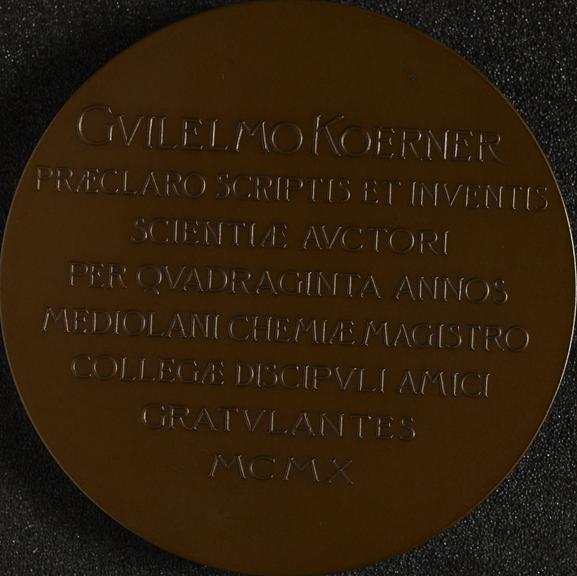 GVILELMO KOERNER
PRÆCLARO SCRIPTIS ET INVENTIS
SCIENTIÆ AVCTORI
PER QVADRAGINTA ANNOS
MEDIOLANI CHEMIÆ MAGISTRO
COLLEGÆ DISCIPVLI AMICI
GRATVLANTES
MCMX